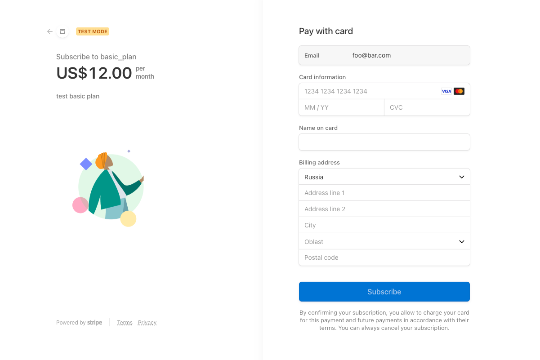 TEST MODE
Subscribe to basic_plan
US$12.00 per
month
test basic plan
Powered by stripe
Terms Privacy
Pay with card
Email foo@bar.com
Card information
1234 1234 1234 1234 VISA
MM / YY CVC
Name on card
Billing address
Russia
Address line 1
Address line 2
City
Oblast
Postal code
Subscribe
By confirming your subscription, you allow to charge your card
for this payment and future payments in accordance with their
terms. You can always cancel your subscription.